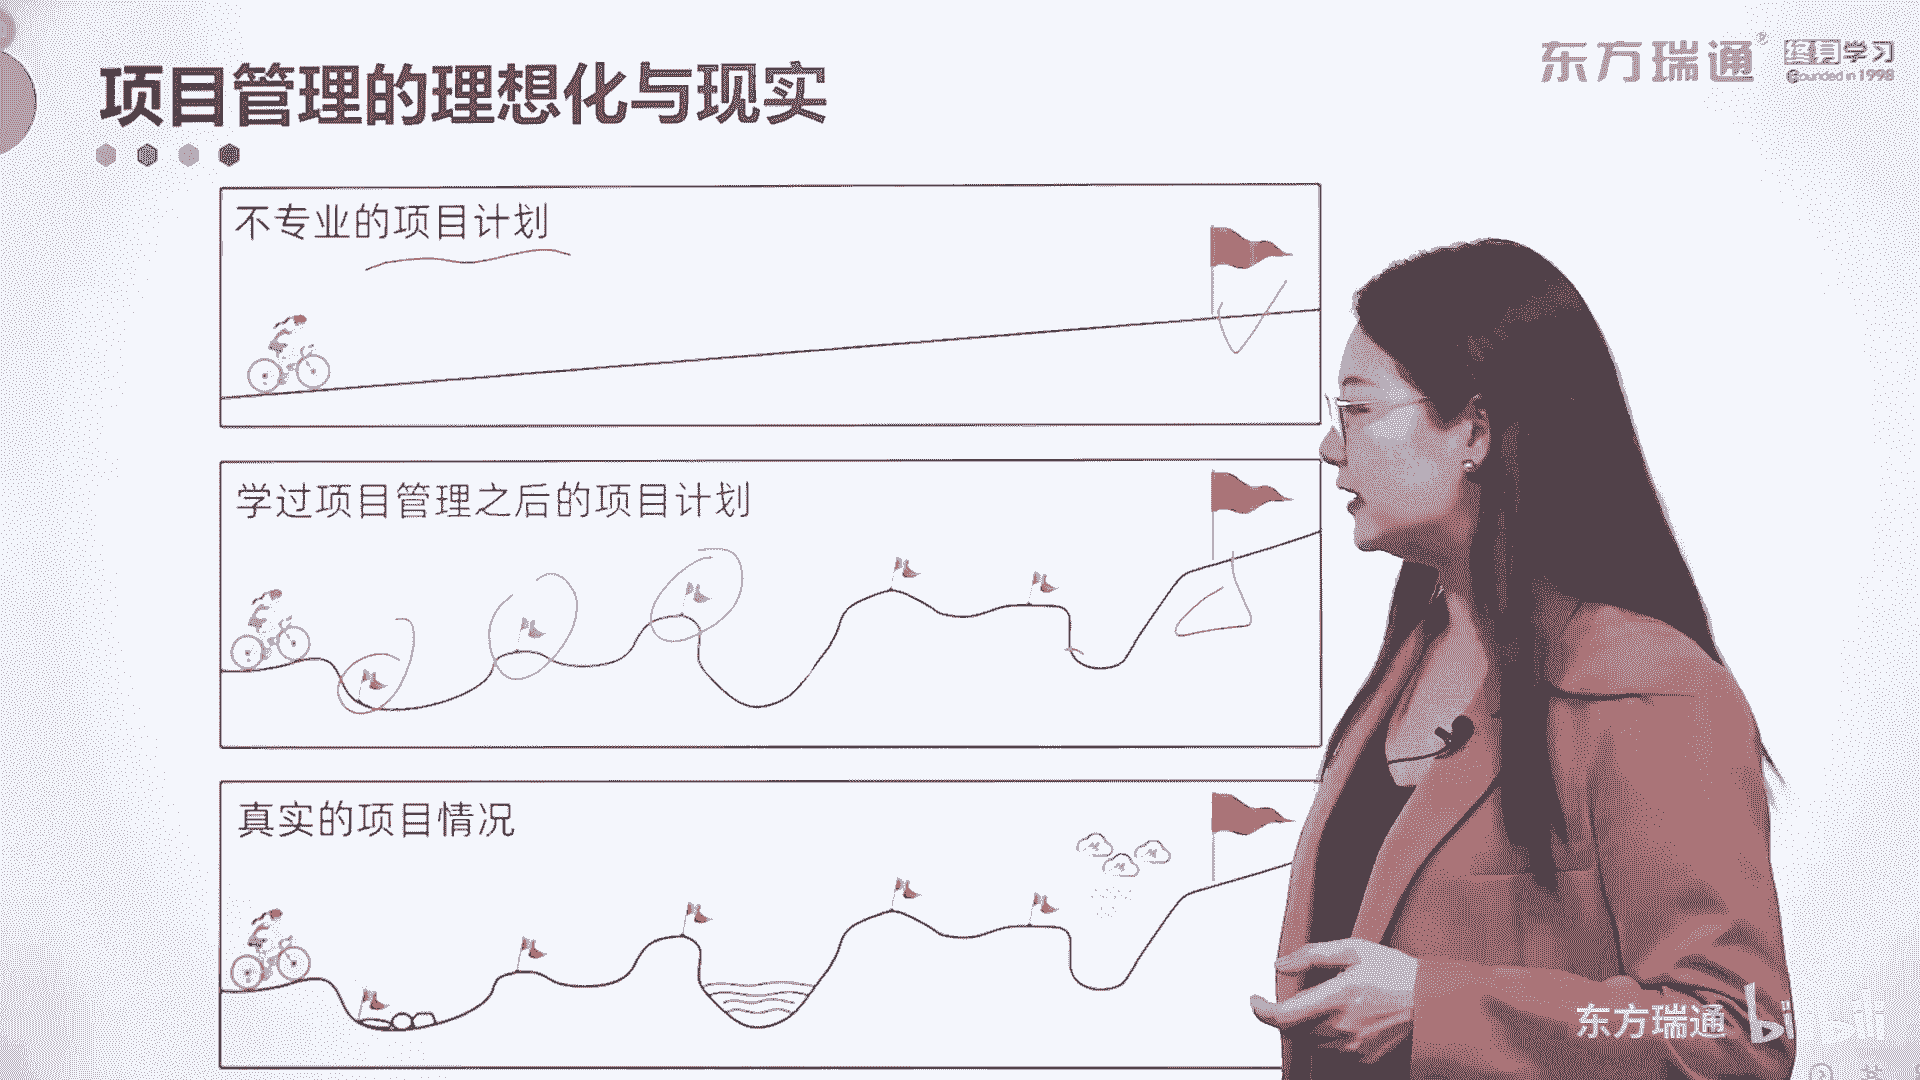 项目管理的理想化与现实
东方瑞通®
终身学习
Founded in 1998
不专业的项目计划
学过项目管理之后的项目计划
真实的项目情况
东方瑞通
bilibili